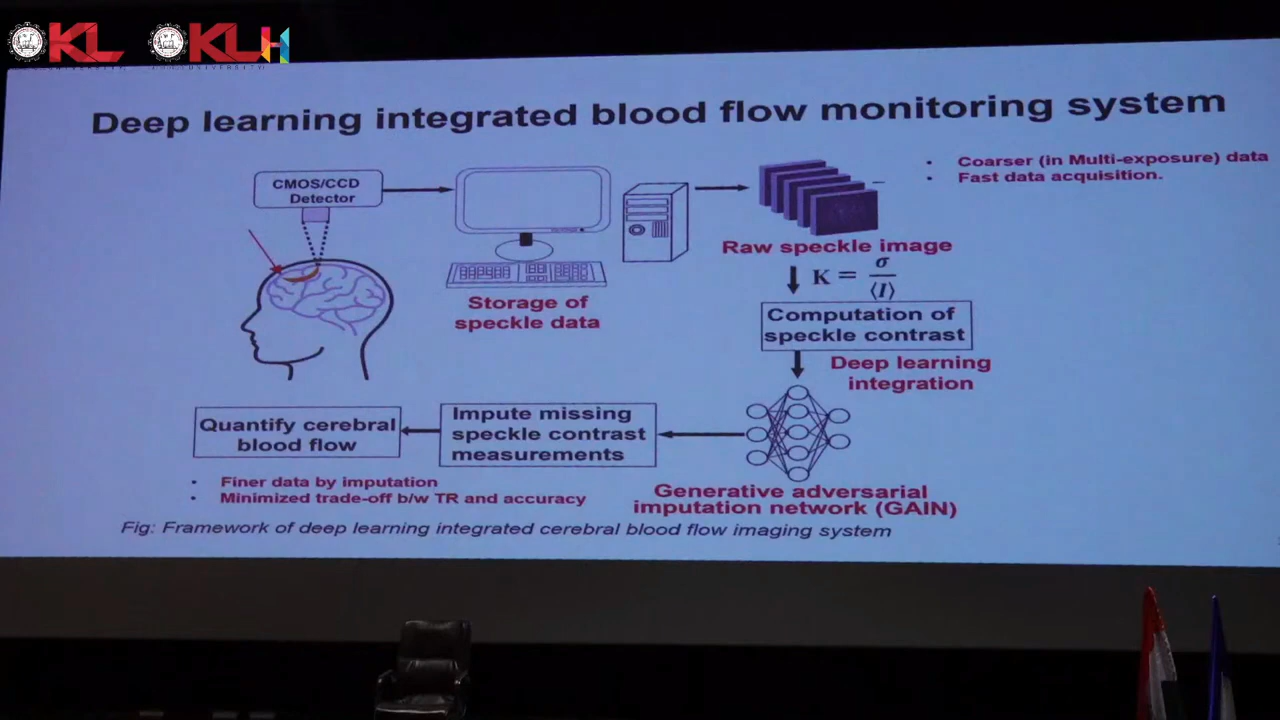 KL KLH
Deep learning integrated blood flow monitoring system
CMOS/CCD
Detector
• Coarser (in Multi-exposure) data
• Fast data acquisition.
Raw speckle image
Storage of
speckle data
K = σ / ⟨I⟩
Computation of
speckle contrast
Deep learning
integration
Quantify cerebral
blood flow
Impute missing
speckle contrast
measurements
• Finer data by imputation
• Minimized trade-off b/w TR and accuracy
Generative adversarial
imputation network (GAIN)
Fig: Framework of deep learning integrated cerebral blood flow imaging system